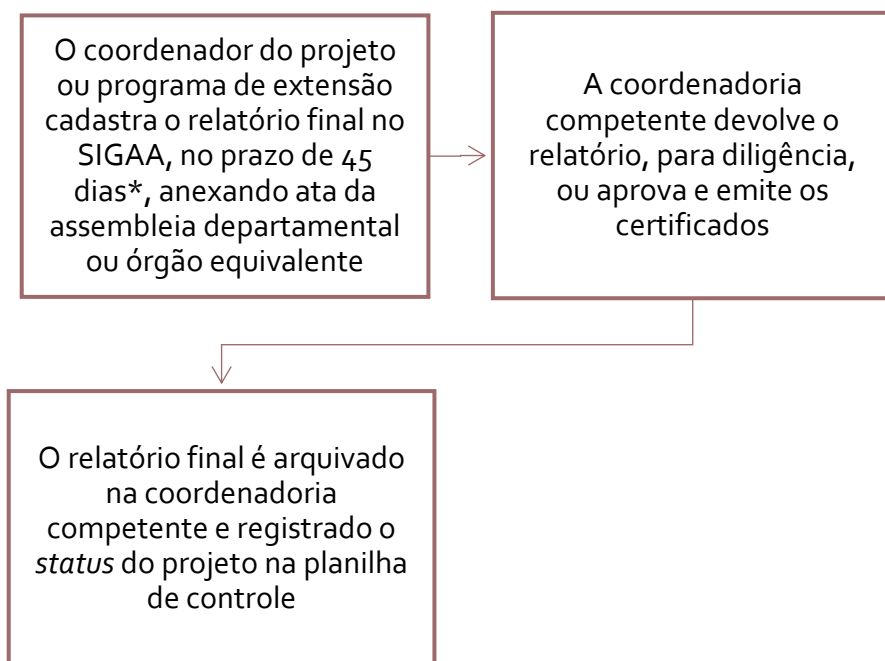 O coordenador do projeto
ou programa de extensão
cadastra o relatório final no
SIGAA, no prazo de 45
dias*, anexando ata da
assembleia departamental
ou órgão equivalente
A coordenadoria
competente devolve o
relatório, para diligência,
ou aprova e emite os
certificados
O relatório final é arquivado
na coordenadoria
competente e registrado o
status do projeto na planilha
de controle